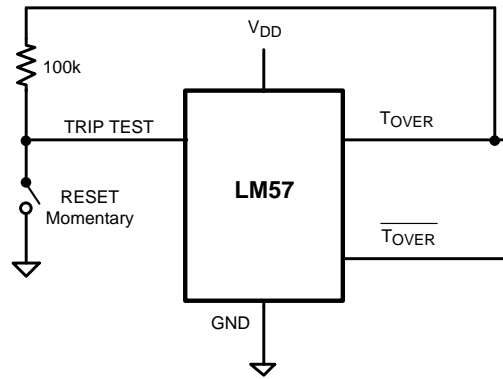 VDD
100k
TRIP TEST
TOVER
LM57
RESET
Momentary
TOVER
GND